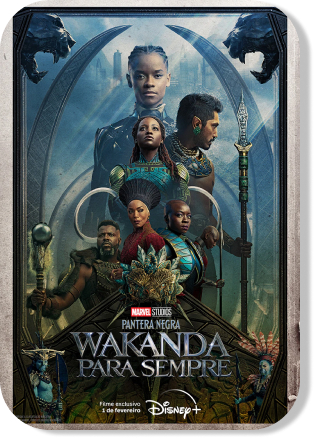 MARVEL STUDIOS
PANTERA NEGRA
WAKANDA
PARA SEMPRE
Filme exclusivo
1 de fevereiro
Disney+